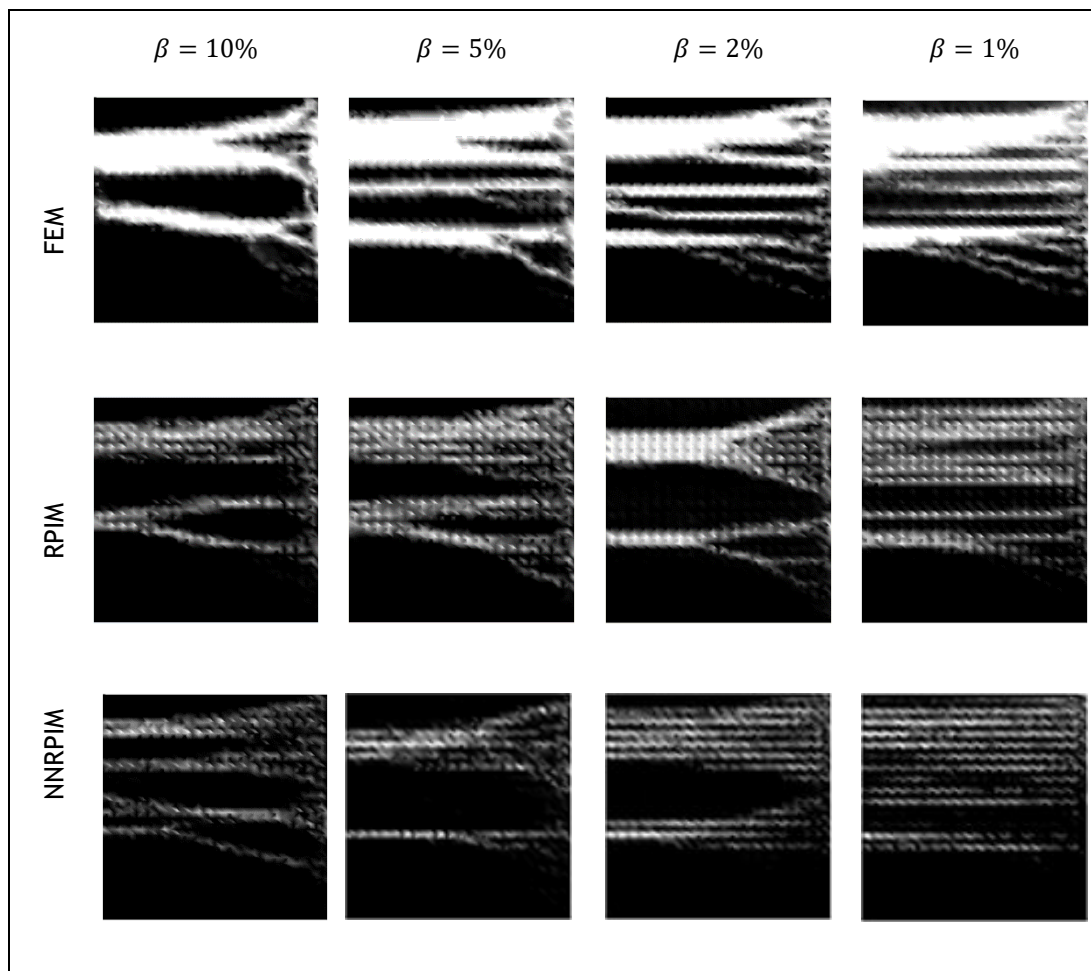 β = 10% β = 5% β = 2% β = 1%
FEM
RPIM
NNRPIM